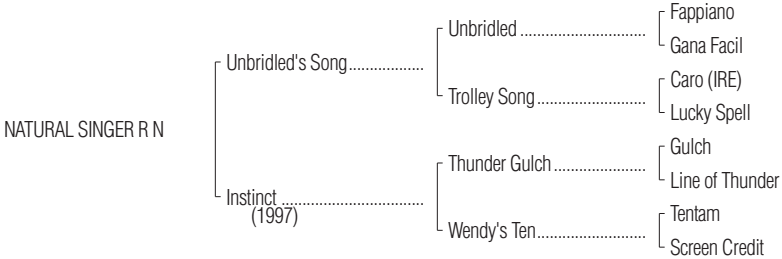 Fappiano
Unbridled ..............................
Gana Facil
Unbridled's Song..................
Caro (IRE)
Trolley Song..........................
Lucky Spell
NATURAL SINGER R N
Gulch
Thunder Gulch ......................
Line of Thunder
Instinct ..................................
(1997)
Tentam
Wendy's Ten..........................
Screen Credit